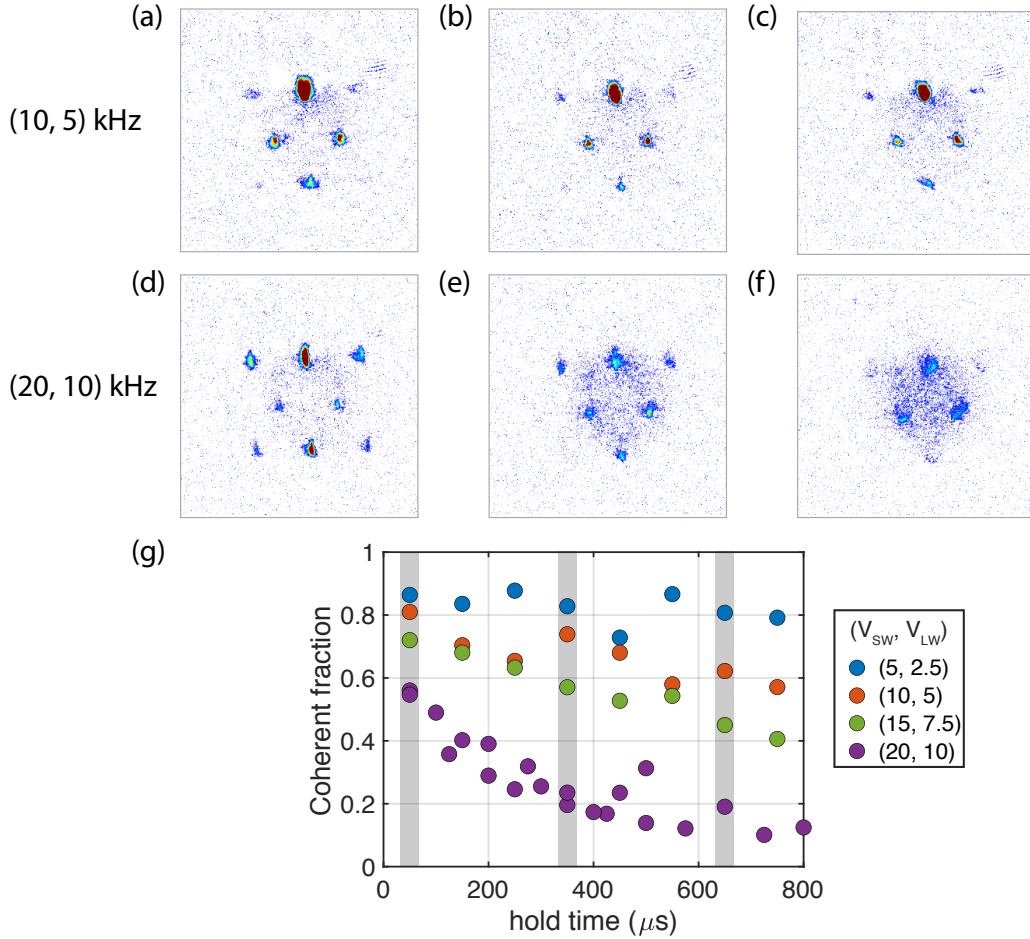 (a)
(b)
(c)
(10, 5) kHz
(d)
(e)
(f)
(20, 10) kHz
(g)
1
0.8
0.6
0.4
0.2
0
Coherent fraction
0
200
400
600
800
hold time (μs)
(V_SW, V_LW)
(5, 2.5)
(10, 5)
(15, 7.5)
(20, 10)